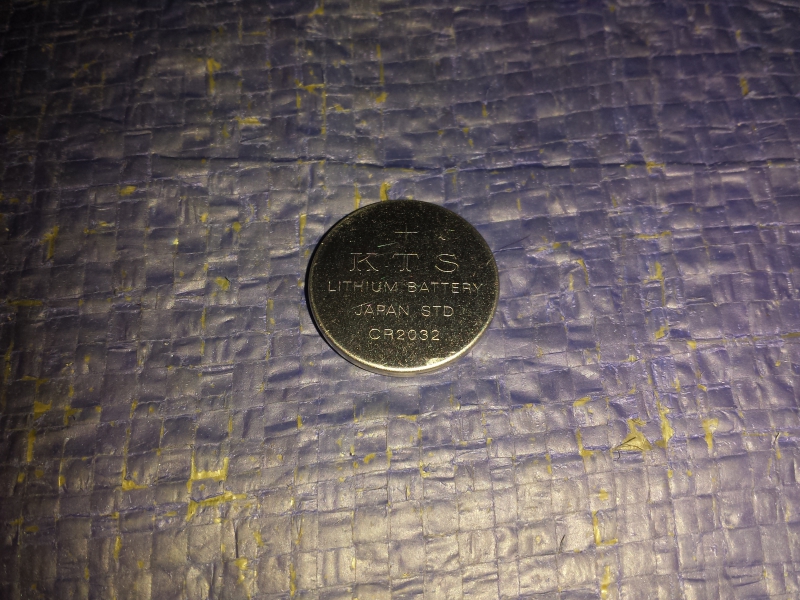 +
KTS
LITHIUM BATTERY
JAPAN STD
CR2032